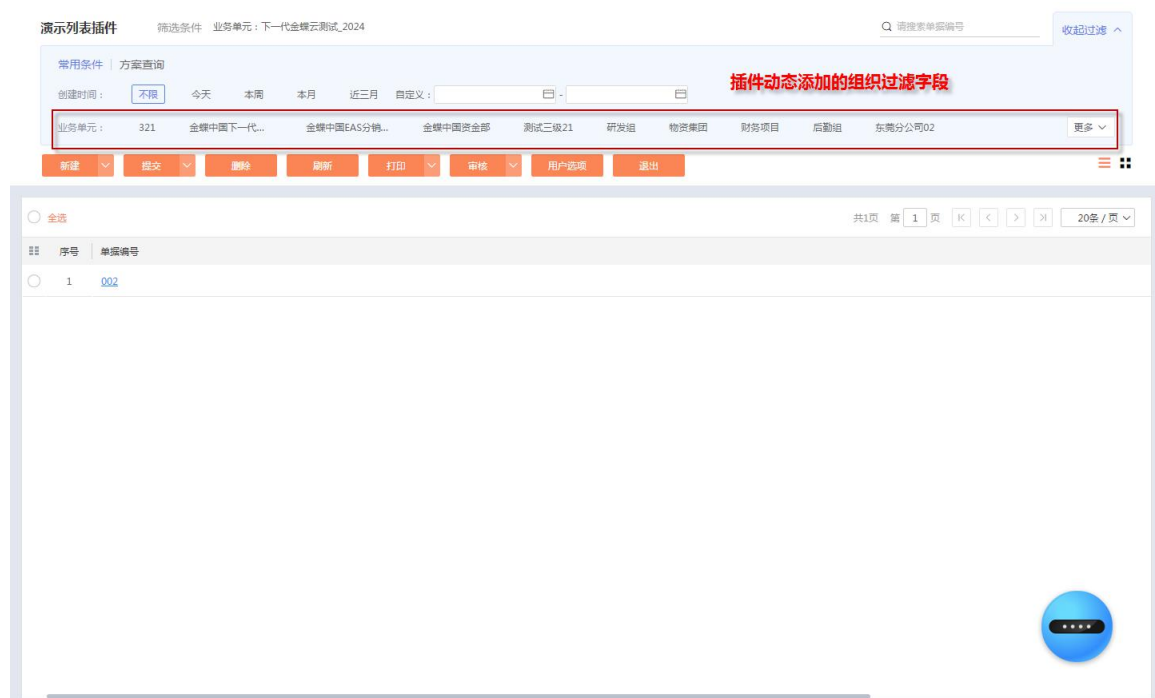 演示列表插件 筛选条件 业务单元：下一代金蝶云测试_2024 请搜索单据编号 收起过滤
常用条件 方案查询
插件动态添加的组织过滤字段
创建时间： 不限 今天 本周 本月 近三月 自定义： -
业务单元： 321 金蝶中国下一代... 金蝶中国EAS分销... 金蝶中国资金部 测试三级21 研发组 物资集团 财务项目 后勤组 东莞分公司02 更多
新建 提交 删除 刷新 打印 审核 用户选项 退出
全选 共1页 第 1 页 20条 / 页
序号 单据编号
1 002